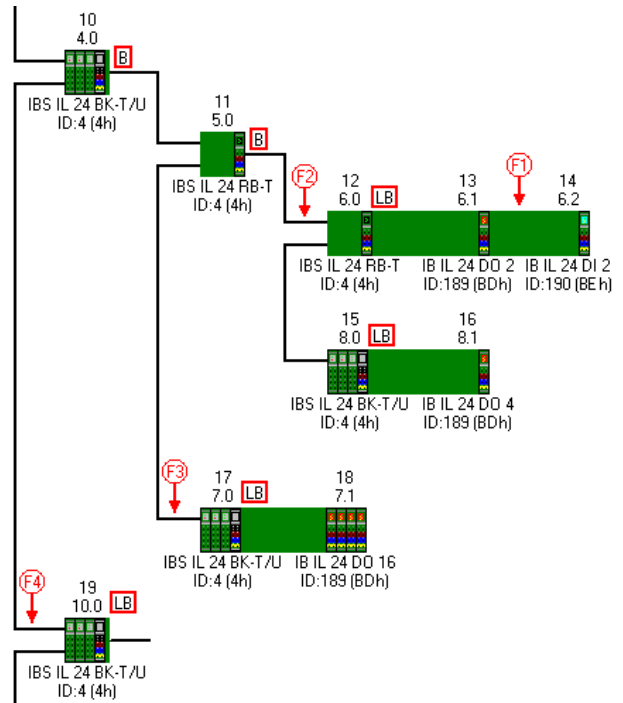 10
4.0
B
IBS IL 24 BK-T/U
ID:4 (4h)
11
5.0
B
IBS IL 24 RB-T
ID:4 (4h)
F2
12
6.0
LB
IBS IL 24 RB-T
ID:4 (4h)
13
6.1
IB IL 24 DO 2
ID:189 (BDh)
F1
14
6.2
IB IL 24 DI 2
ID:190 (BEh)
15
8.0
LB
IBS IL 24 BK-T/U
ID:4 (4h)
16
8.1
IB IL 24 DO 4
ID:189 (BDh)
F3
17
7.0
LB
IBS IL 24 BK-T/U
ID:4 (4h)
18
7.1
IB IL 24 DO 16
ID:189 (BDh)
F4
19
10.0
LB
IBS IL 24 BK-T/U
ID:4 (4h)